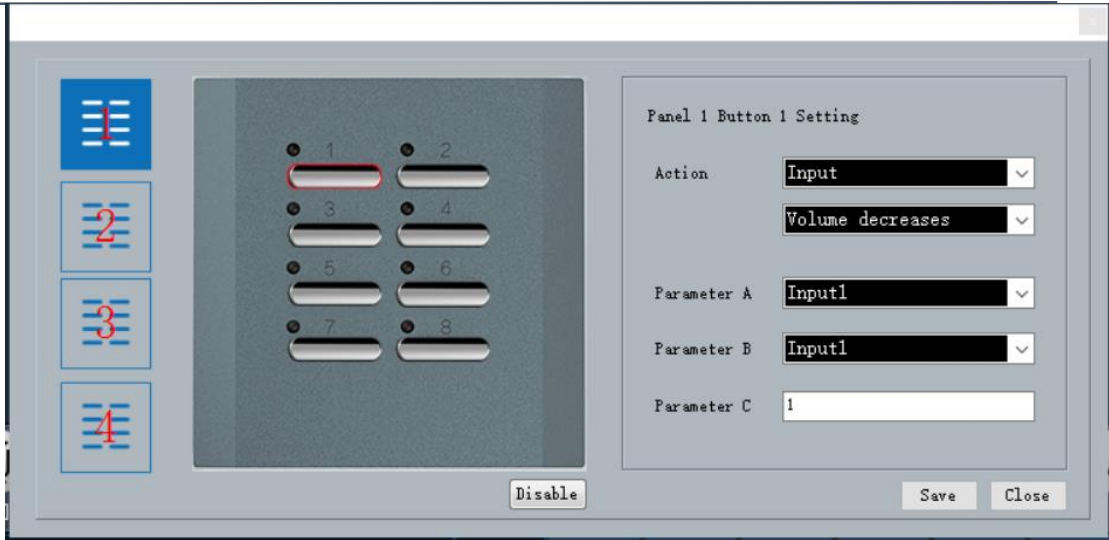 1
2
3
4
1 2
3 4
5 6
7 8
Disable
Panel 1 Button 1 Setting
Action Input
Volume decreases
Parameter A Input1
Parameter B Input1
Parameter C 1
Save Close